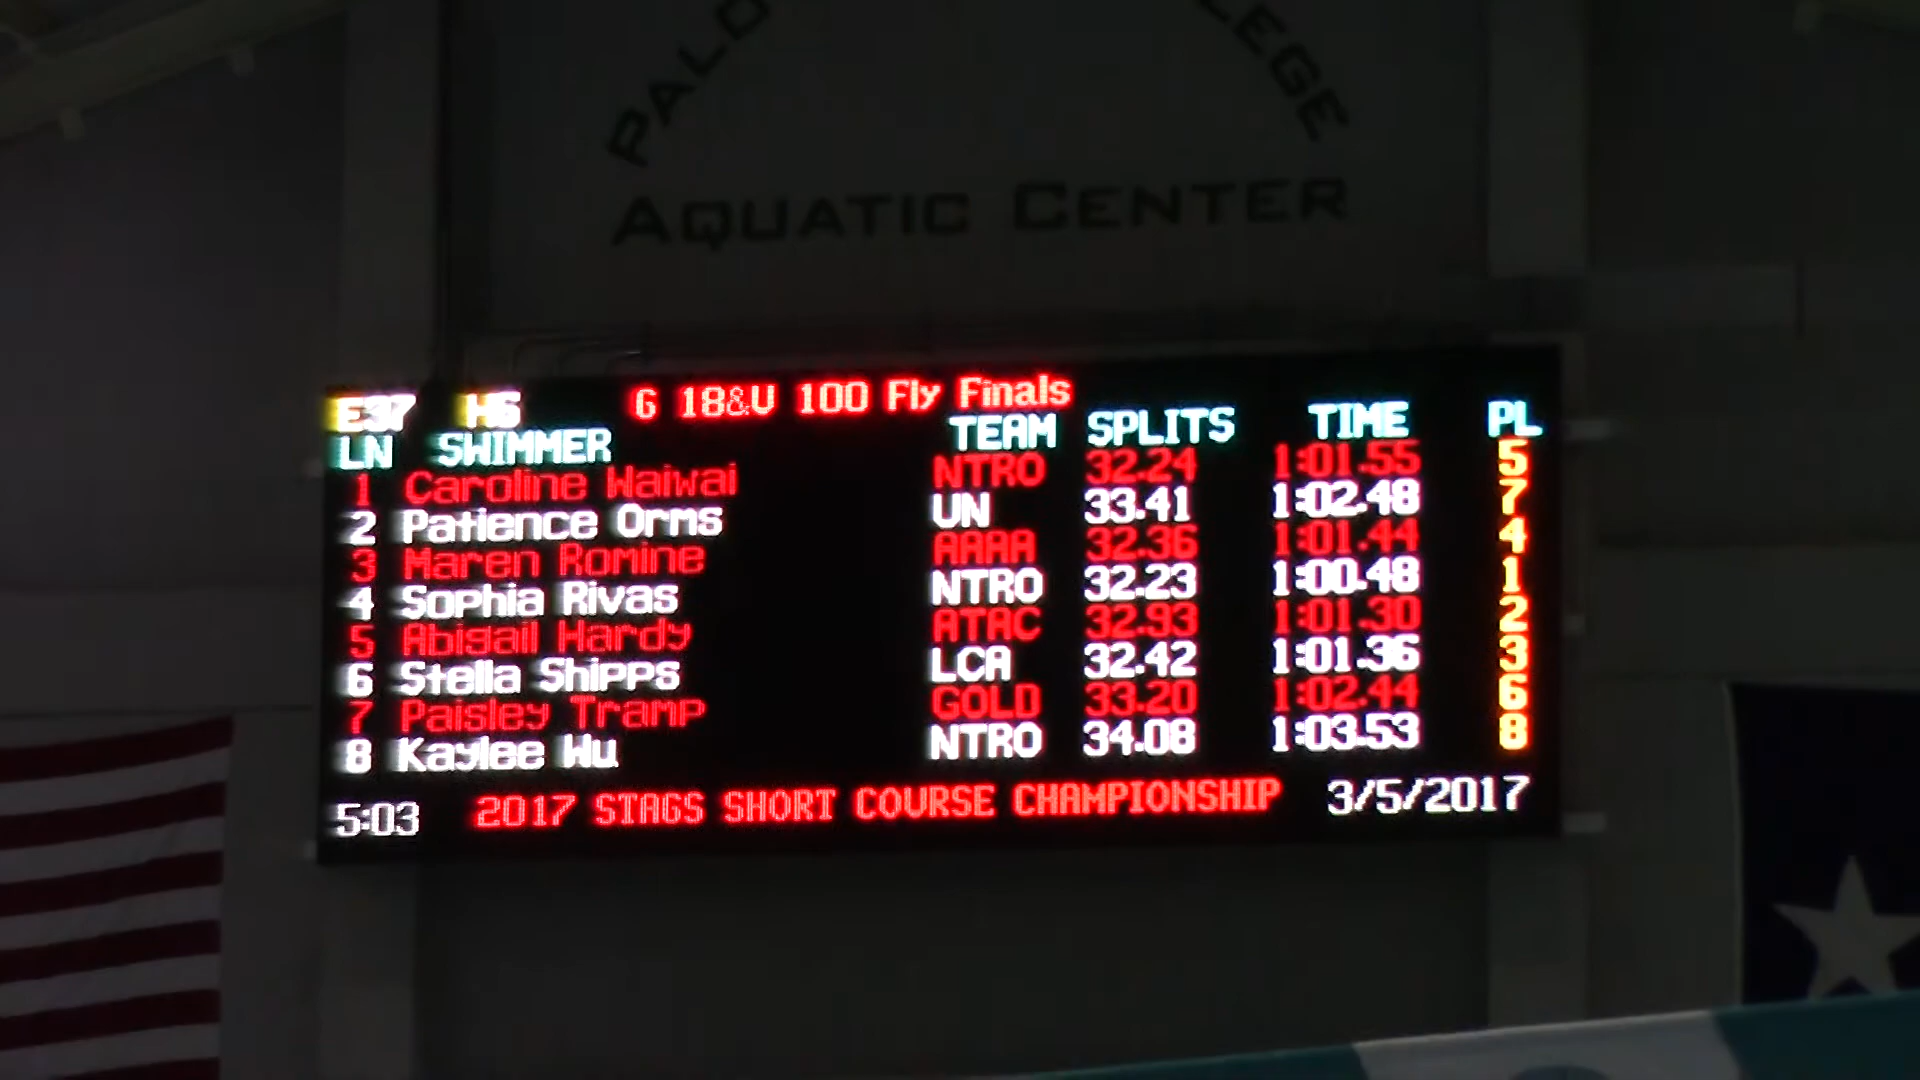 PALO LEGE
AQUATIC CENTER
E37 H6 G 18&U 100 Fly Finals
LN SWIMMER TEAM SPLITS TIME PL
1 Caroline Waiwai NTRO 32.24 1:01.55 5
2 Patience Orms UN 33.41 1:02.48 7
3 Maren Romine AAAA 32.36 1:01.44 4
4 Sophia Rivas NTRO 32.23 1:00.48 1
5 Abigail Hardy ATAC 32.93 1:01.30 2
6 Stella Shipps LCA 32.42 1:01.36 3
7 Paisley Tramp GOLD 33.20 1:02.44 6
8 Kaylee Wu NTRO 34.08 1:03.53 8
5:03 2017 STAGS SHORT COURSE CHAMPIONSHIP 3/5/2017